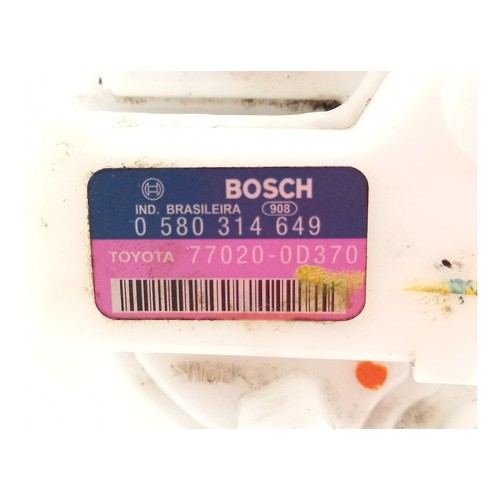 BOSCH
IND. BRASILEIRA 908
0 580 314 649
TOYOTA 77020-0D370